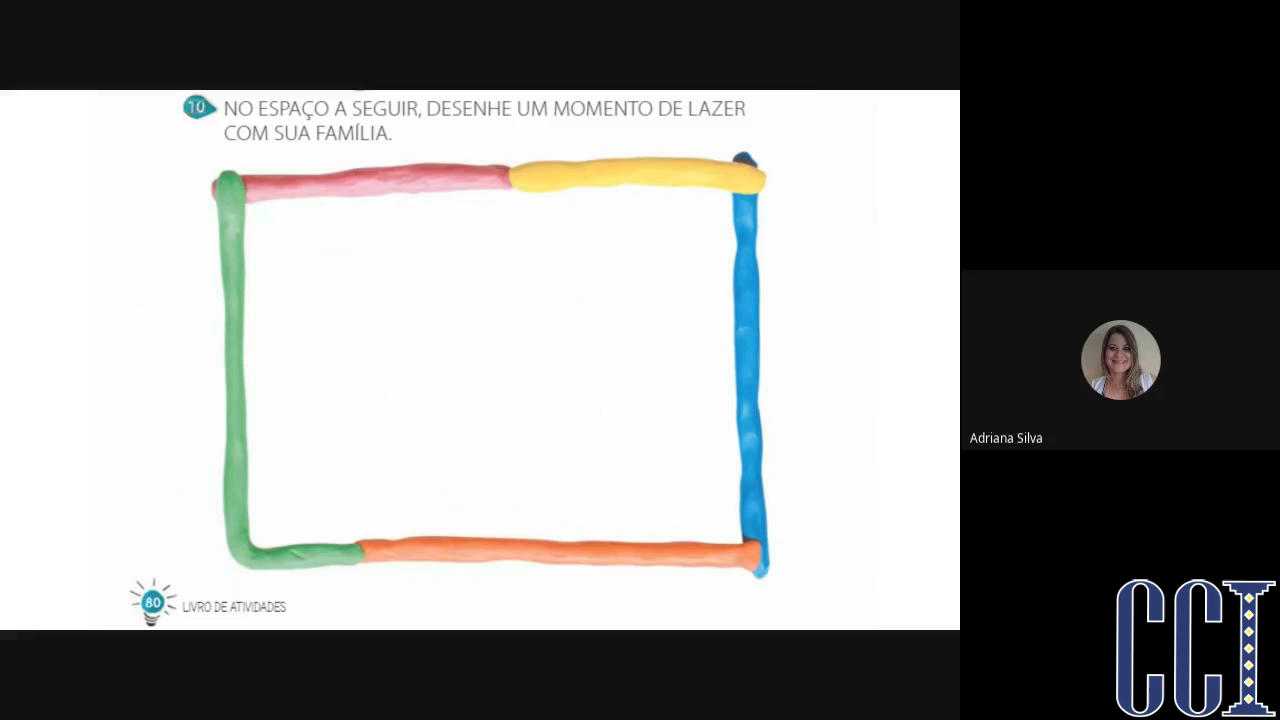 10 NO ESPAÇO A SEGUIR, DESENHE UM MOMENTO DE LAZER
COM SUA FAMÍLIA.
80 LIVRO DE ATIVIDADES
Adriana Silva
CCI